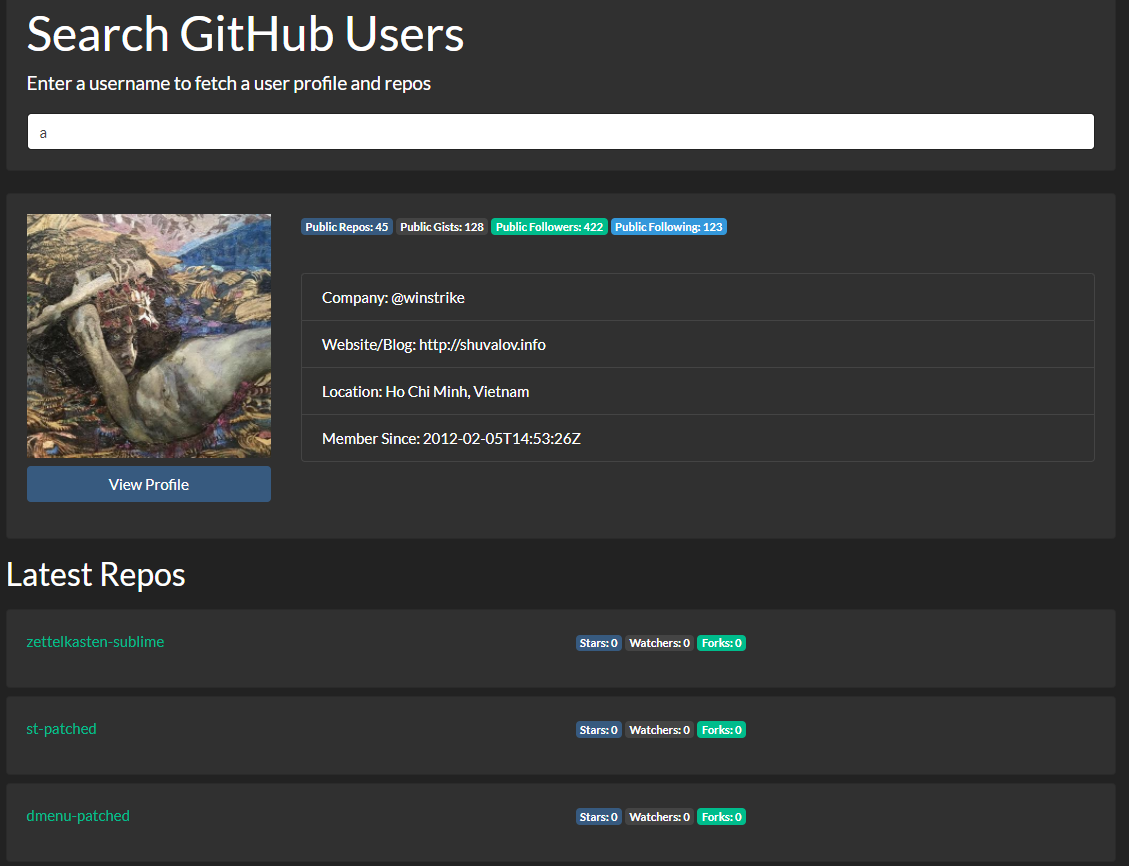 Search GitHub Users
Enter a username to fetch a user profile and repos
a
Public Repos: 45 Public Gists: 128 Public Followers: 422 Public Following: 123
Company: @winstrike
Website/Blog: http://shuvalov.info
Location: Ho Chi Minh, Vietnam
Member Since: 2012-02-05T14:53:26Z
View Profile
Latest Repos
zettelkasten-sublime Stars: 0 Watchers: 0 Forks: 0
st-patched Stars: 0 Watchers: 0 Forks: 0
dmenu-patched Stars: 0 Watchers: 0 Forks: 0